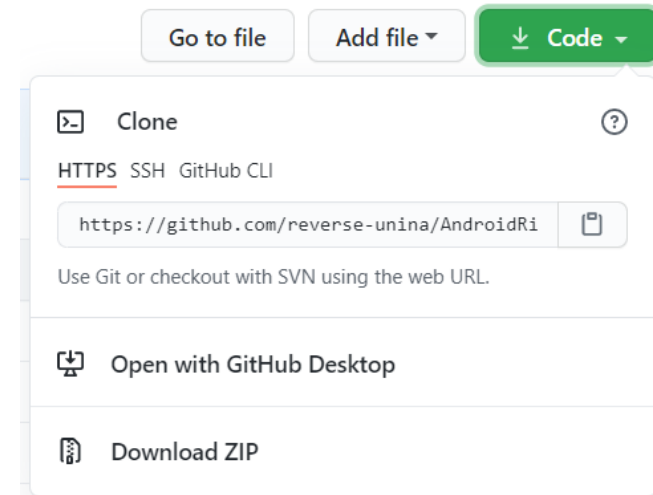 Go to file Add file Code
Clone
HTTPS SSH GitHub CLI
https://github.com/reverse-unina/AndroidRi
Use Git or checkout with SVN using the web URL.
Open with GitHub Desktop
Download ZIP